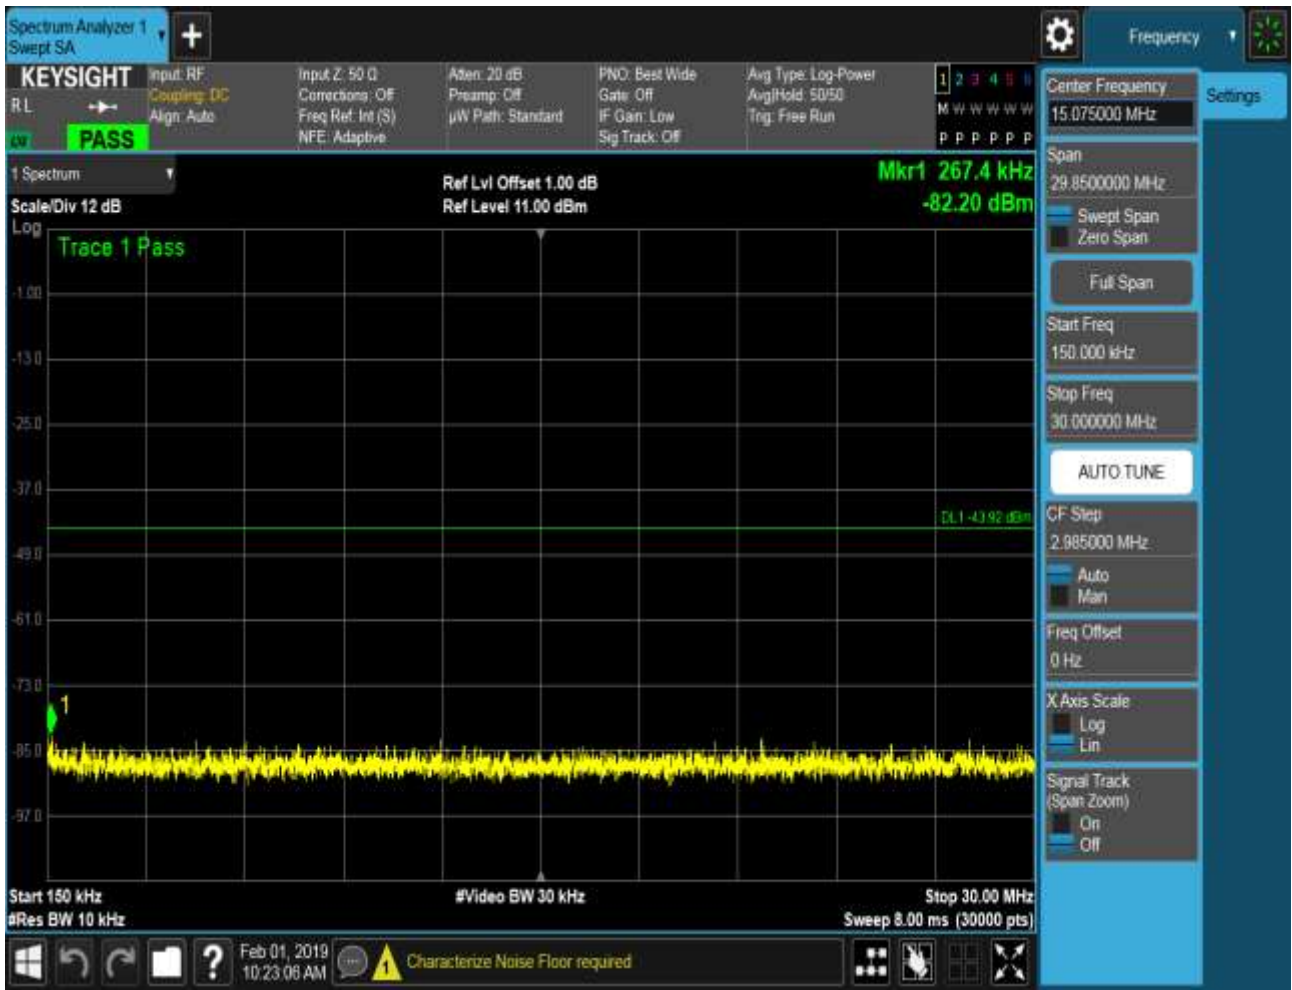 Spectrum Analyzer 1
Swept SA
Frequency
KEYSIGHT
R L
PASS
Input: RF
Coupling: DC
Align: Auto
Input Z: 50 Ω
Corrections: Off
Freq Ref: Int (S)
NFE: Adaptive
Atten: 20 dB
Preamp: Off
µW Path: Standard
PNO: Best Wide
Gate: Off
IF Gain: Low
Sig Track: Off
Avg Type: Log-Power
Avg|Hold: 50/50
Trig: Free Run
1 2 3 4 5 6
M W W W W W
P P P P P P
1 Spectrum
Scale/Div 12 dB
Ref Lvl Offset 1.00 dB
Ref Level 11.00 dBm
Mkr1 267.4 kHz
-82.20 dBm
Log
Trace 1 Pass
-1.00
-13.0
-25.0
-37.0
DL1 -43.92 dBm
-49.0
-61.0
-73.0
1
-85.0
-97.0
Start 150 kHz
#Video BW 30 kHz
Stop 30.00 MHz
#Res BW 10 kHz
Sweep 8.00 ms (30000 pts)
?
Feb 01, 2019
10:23:06 AM
1
Characterize Noise Floor required
Center Frequency
15.075000 MHz
Settings
Span
29.8500000 MHz
Swept Span
Zero Span
Full Span
Start Freq
150.000 kHz
Stop Freq
30.000000 MHz
AUTO TUNE
CF Step
2.985000 MHz
Auto
Man
Freq Offset
0 Hz
X Axis Scale
Log
Lin
Signal Track
(Span Zoom)
On
Off